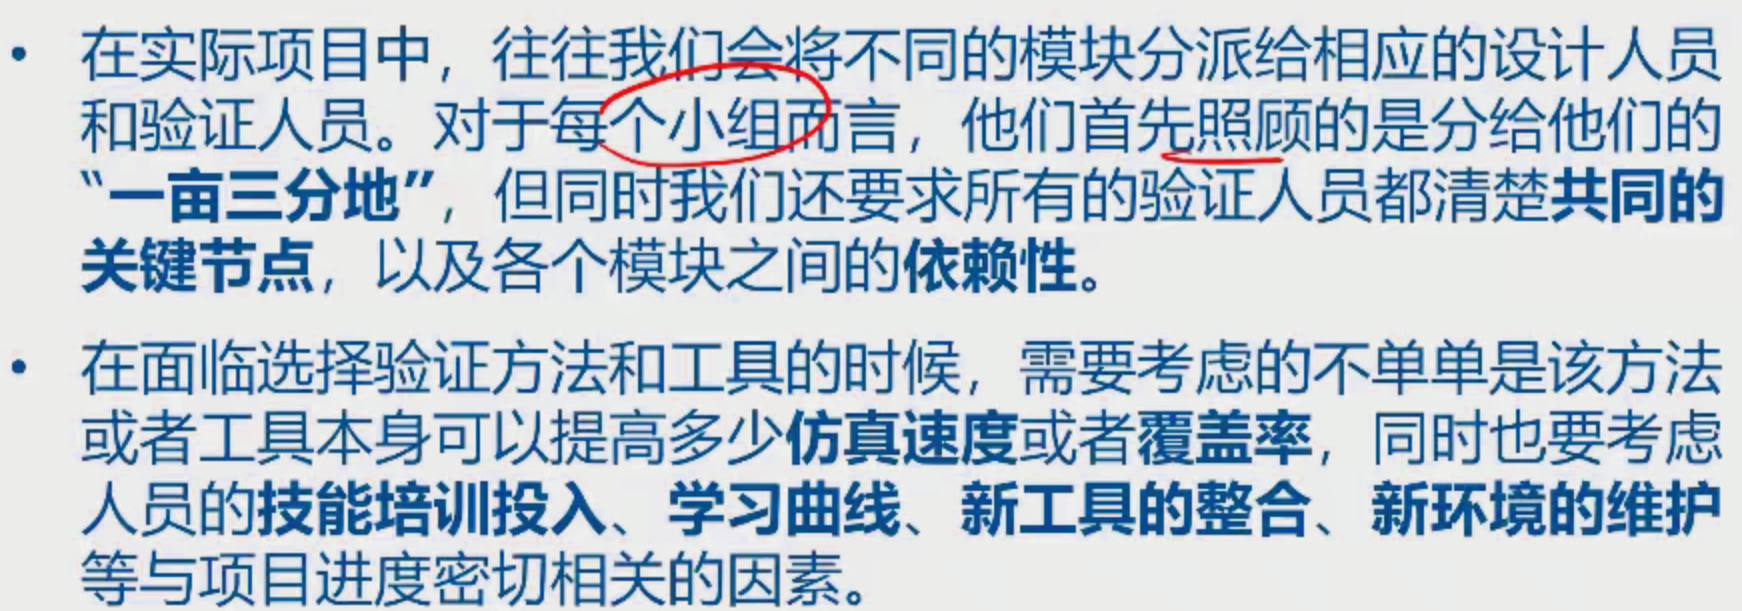 • 在实际项目中，往往我们会将不同的模块分派给相应的设计人员
和验证人员。对于每个小组而言，他们首先照顾的是分给他们的
“一亩三分地”，但同时我们还要求所有的验证人员都清楚共同的
关键节点，以及各个模块之间的依赖性。
• 在面临选择验证方法和工具的时候，需要考虑的不单单是该方法
或者工具本身可以提高多少仿真速度或者覆盖率，同时也要考虑
人员的技能培训投入、学习曲线、新工具的整合、新环境的维护
等与项目进度密切相关的因素。